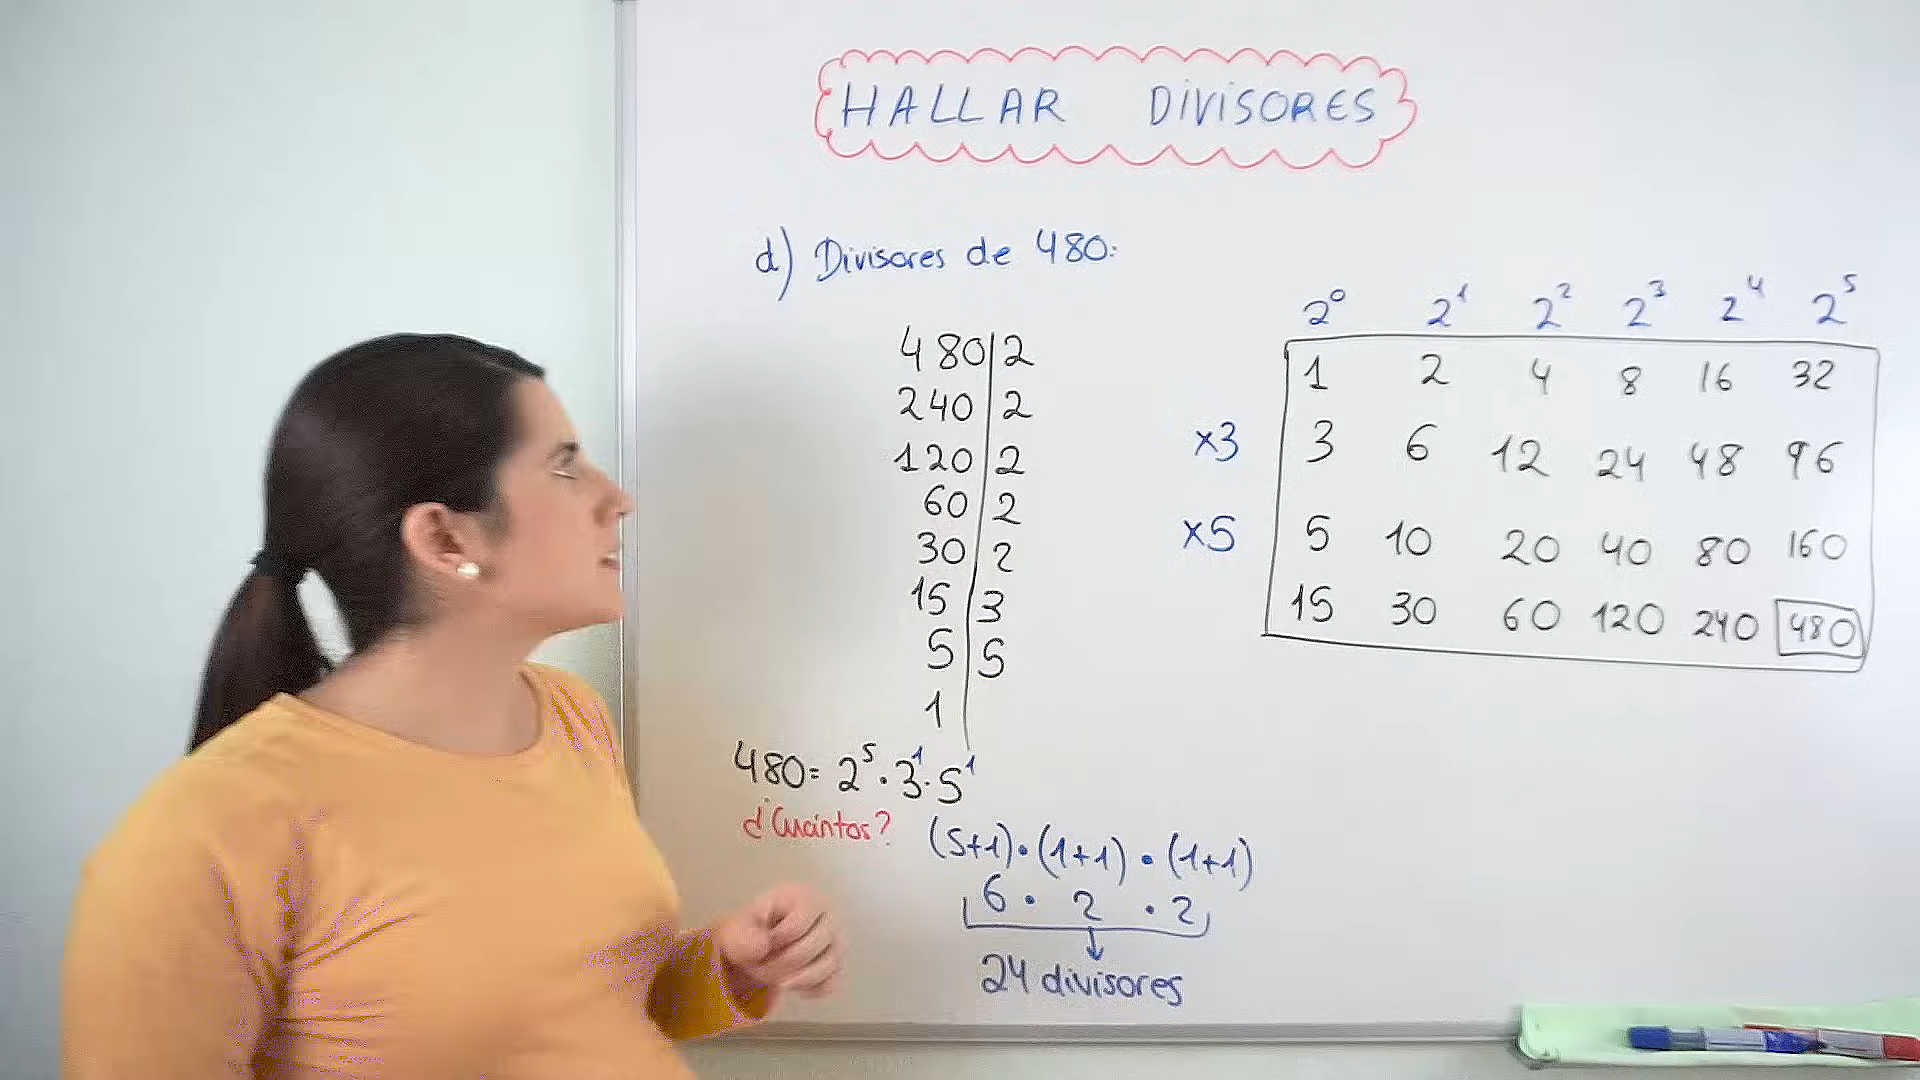 HALLAR DIVISORES
d) Divisores de 480:
480|2
240|2
120|2
60|2
30|2
15|3
5|5
1|
480= 2⁵·3¹·5¹
¿Cuántos?
(5+1)·(1+1)·(1+1)
6·2·2
↓
24 divisores
2⁰ 2¹ 2² 2³ 2⁴ 2⁵
1 2 4 8 16 32
x3 3 6 12 24 48 96
x5 5 10 20 40 80 160
15 30 60 120 240 480